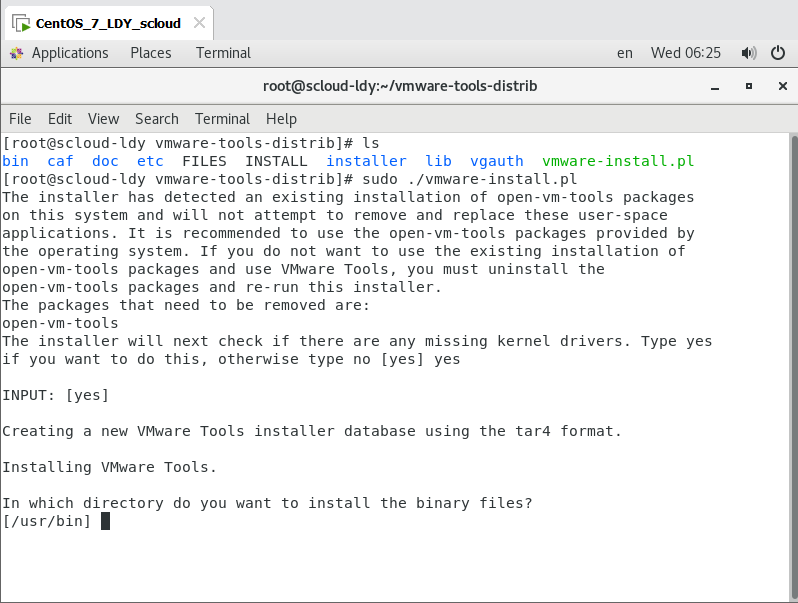 CentOS_7_LDY_scloud
Applications Places Terminal en Wed 06:25
root@scloud-ldy:~/vmware-tools-distrib
File Edit View Search Terminal Help
[root@scloud-ldy vmware-tools-distrib]# ls
bin caf doc etc FILES INSTALL installer lib vgauth vmware-install.pl
[root@scloud-ldy vmware-tools-distrib]# sudo ./vmware-install.pl
The installer has detected an existing installation of open-vm-tools packages
on this system and will not attempt to remove and replace these user-space
applications. It is recommended to use the open-vm-tools packages provided by
the operating system. If you do not want to use the existing installation of
open-vm-tools packages and use VMware Tools, you must uninstall the
open-vm-tools packages and re-run this installer.
The packages that need to be removed are:
open-vm-tools
The installer will next check if there are any missing kernel drivers. Type yes
if you want to do this, otherwise type no [yes] yes
INPUT: [yes]
Creating a new VMware Tools installer database using the tar4 format.
Installing VMware Tools.
In which directory do you want to install the binary files?
[/usr/bin]